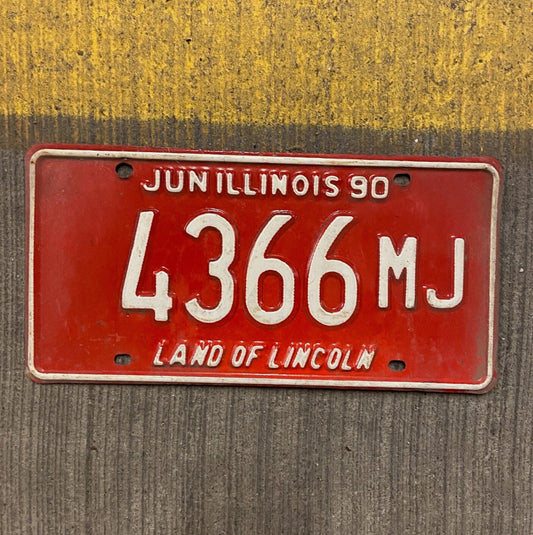 JUN ILLINOIS 90
4366 MJ
LAND OF LINCOLN